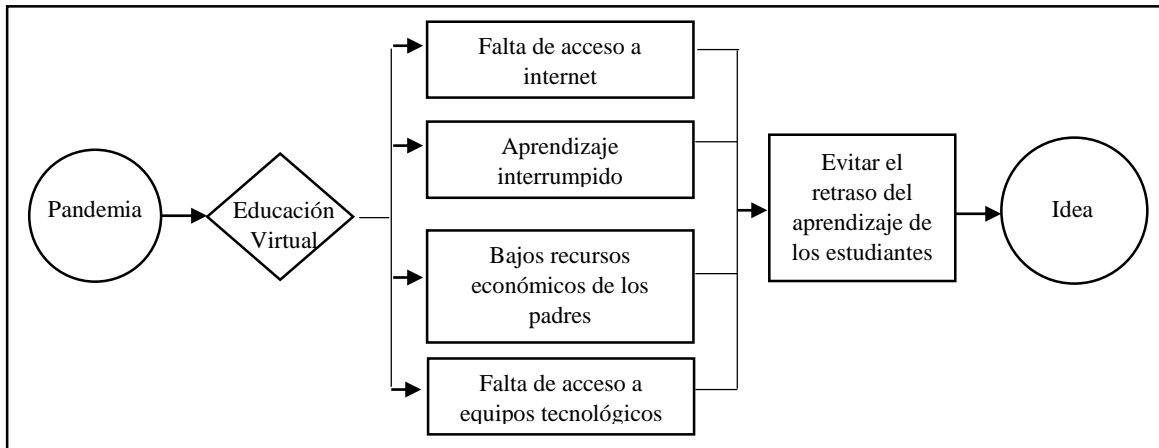 Pandemia
Educación
Virtual
Falta de acceso a
internet
Aprendizaje
interrumpido
Bajos recursos
económicos de los
padres
Falta de acceso a
equipos tecnológicos
Evitar el
retraso del
aprendizaje de
los estudiantes
Idea